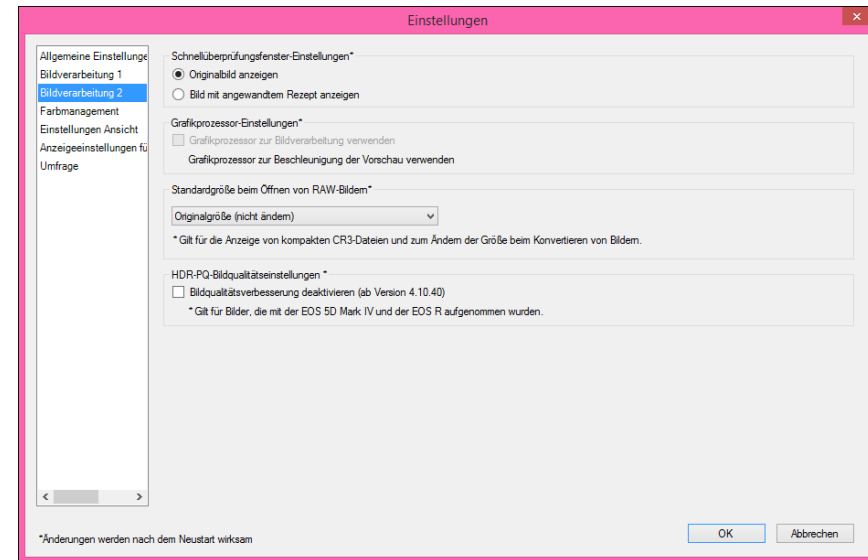 Einstellungen
Allgemeine Einstellunge
Bildverarbeitung 1
Bildverarbeitung 2
Farbmanagement
Einstellungen Ansicht
Anzeigeeinstellungen fü
Umfrage
Schnellüberprüfungsfenster-Einstellungen*
Originalbild anzeigen
Bild mit angewandtem Rezept anzeigen
Grafikprozessor-Einstellungen*
Grafikprozessor zur Bildverarbeitung verwenden
Grafikprozessor zur Beschleunigung der Vorschau verwenden
Standardgröße beim Öffnen von RAW-Bildern*
Originalgröße (nicht ändern)
* Gilt für die Anzeige von kompakten CR3-Dateien und zum Ändern der Größe beim Konvertieren von Bildern.
HDR-PQ-Bildqualitätseinstellungen *
Bildqualitätsverbesserung deaktivieren (ab Version 4.10.40)
* Gilt für Bilder, die mit der EOS 5D Mark IV und der EOS R aufgenommen wurden.
*Änderungen werden nach dem Neustart wirksam
OK
Abbrechen